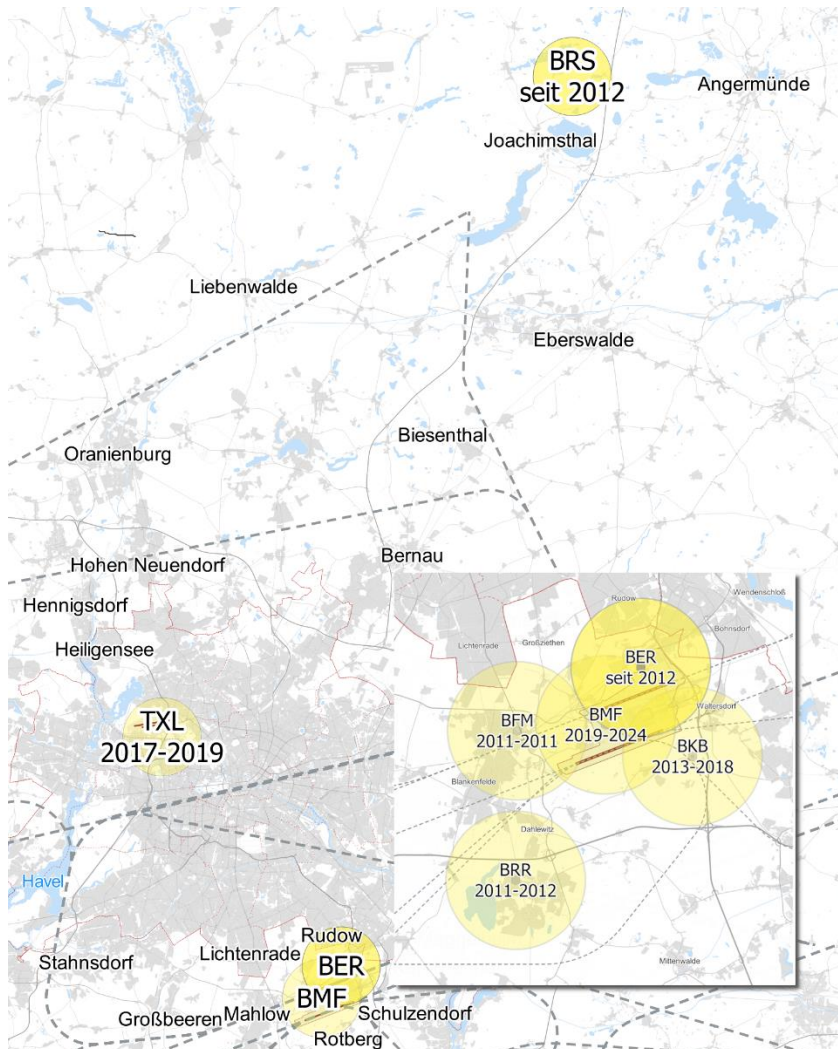 BRS
seit 2012
Angermünde
Joachimsthal
Liebenwalde
Eberswalde
Biesenthal
Oranienburg
Bernau
Hohen Neuendorf
Hennigsdorf
Heiligensee
TXL
2017-2019
Havel
Rudow
Lichtenrade
BER
Stahnsdorf
BMF
Großbeeren
Mahlow
Schulzendorf
Rotberg
Rudow
Wendenschloß
Lichtenrade
Großziethen
Bohnsdorf
BER
seit 2012
BFM
2011-2011
BMF
2019-2024
Waltersdorf
BKB
2013-2018
Blankenfelde
Dahlewitz
BRR
2011-2012
Mittenwalde